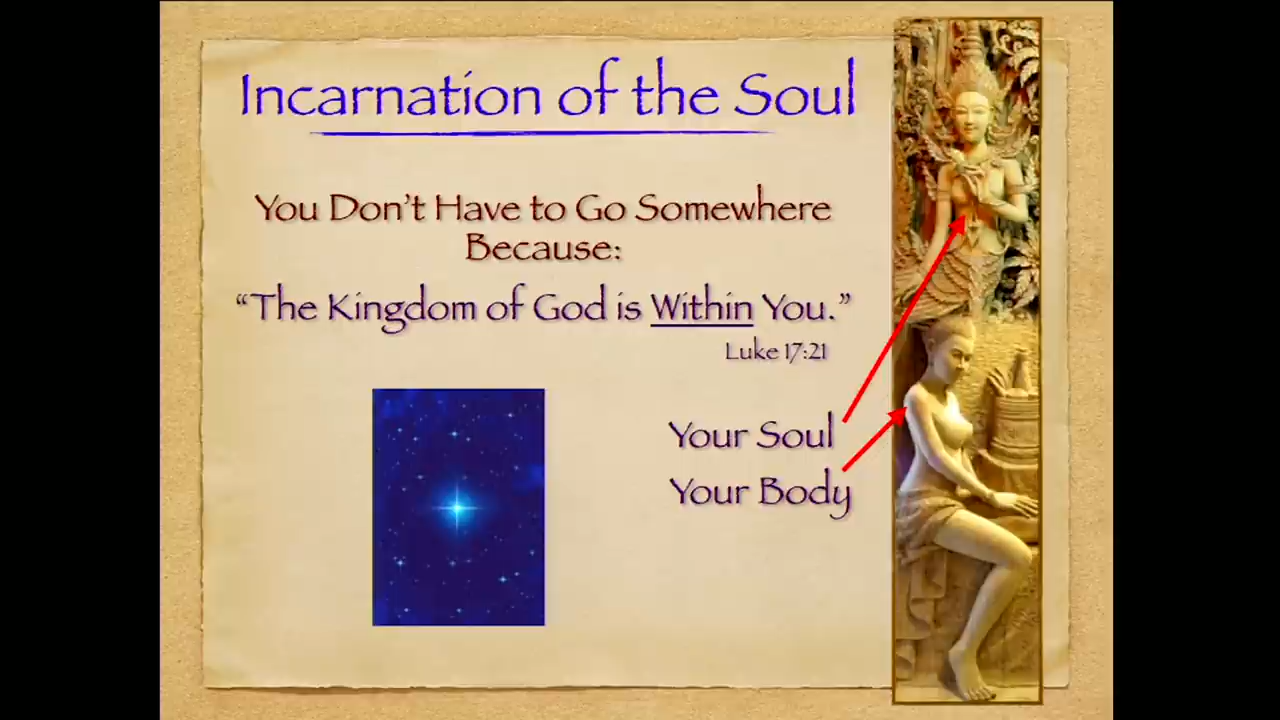 Incarnation of the Soul
You Don't Have to Go Somewhere
Because:
“The Kingdom of God is Within You.”
Luke 17:21
Your Soul
Your Body